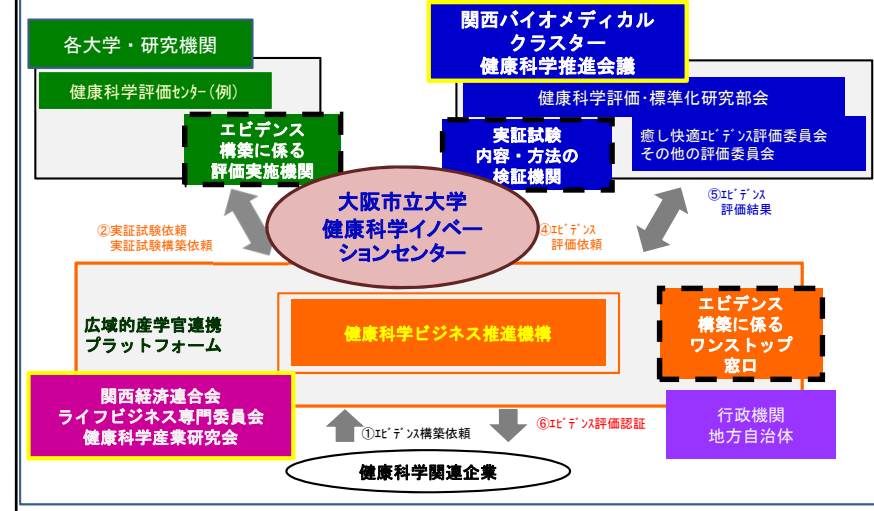 各大学・研究機関
健康科学評価ｾﾝﾀｰ（例）
エビデンス
構築に係る
評価実施機関
関西バイオメディカル
クラスター
健康科学推進会議
健康科学評価･標準化研究部会
実証試験
内容・方法の
検証機関
癒し快適ｴﾋﾞﾃﾞﾝｽ評価委員会
その他の評価委員会
大阪市立大学
健康科学イノベー
ションセンター
②実証試験依頼
実証試験構築依頼
④ｴﾋﾞﾃﾞﾝｽ
評価依頼
⑤ｴﾋﾞﾃﾞﾝｽ
評価結果
広域的産学官連携
プラットフォーム
健康科学ビジネス推進機構
エビデンス
構築に係る
ワンストップ
窓口
関西経済連合会
ライフビジネス専門委員会
健康科学産業研究会
①ｴﾋﾞﾃﾞﾝｽ構築依頼
⑥ｴﾋﾞﾃﾞﾝｽ評価認証
行政機関
地方自治体
健康科学関連企業